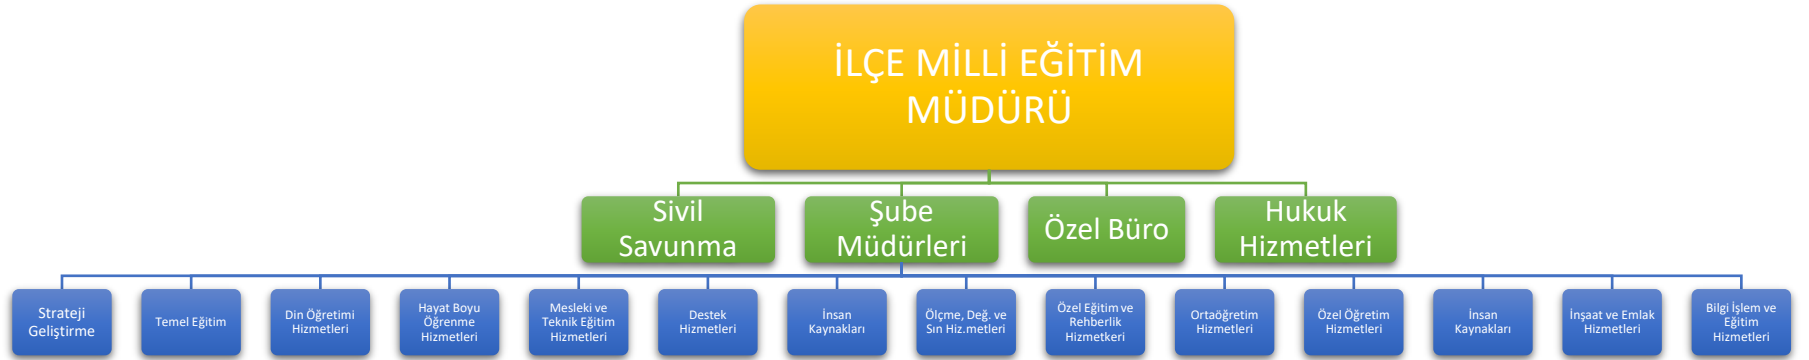 İLÇE MİLLİ EĞİTİM
MÜDÜRÜ
Sivil
Savunma
Şube
Müdürleri
Özel Büro
Hukuk
Hizmetleri
Strateji
Geliştirme
Temel Eğitim
Din Öğretimi
Hizmetleri
Hayat Boyu
Öğrenme
Hizmetleri
Mesleki ve
Teknik Eğitim
Hizmetleri
Destek
Hizmetleri
İnsan
Kaynakları
Ölçme, Değ. ve
Sın Hiz.metleri
Özel Eğitim ve
Rehberlik
Hizmetkeri
Ortaöğretim
Hizmetleri
Özel Öğretim
Hizmetleri
İnsan
Kaynakları
İnşaat ve Emlak
Hizmetleri
Bilgi İşlem ve
Eğitim
Hizmetleri